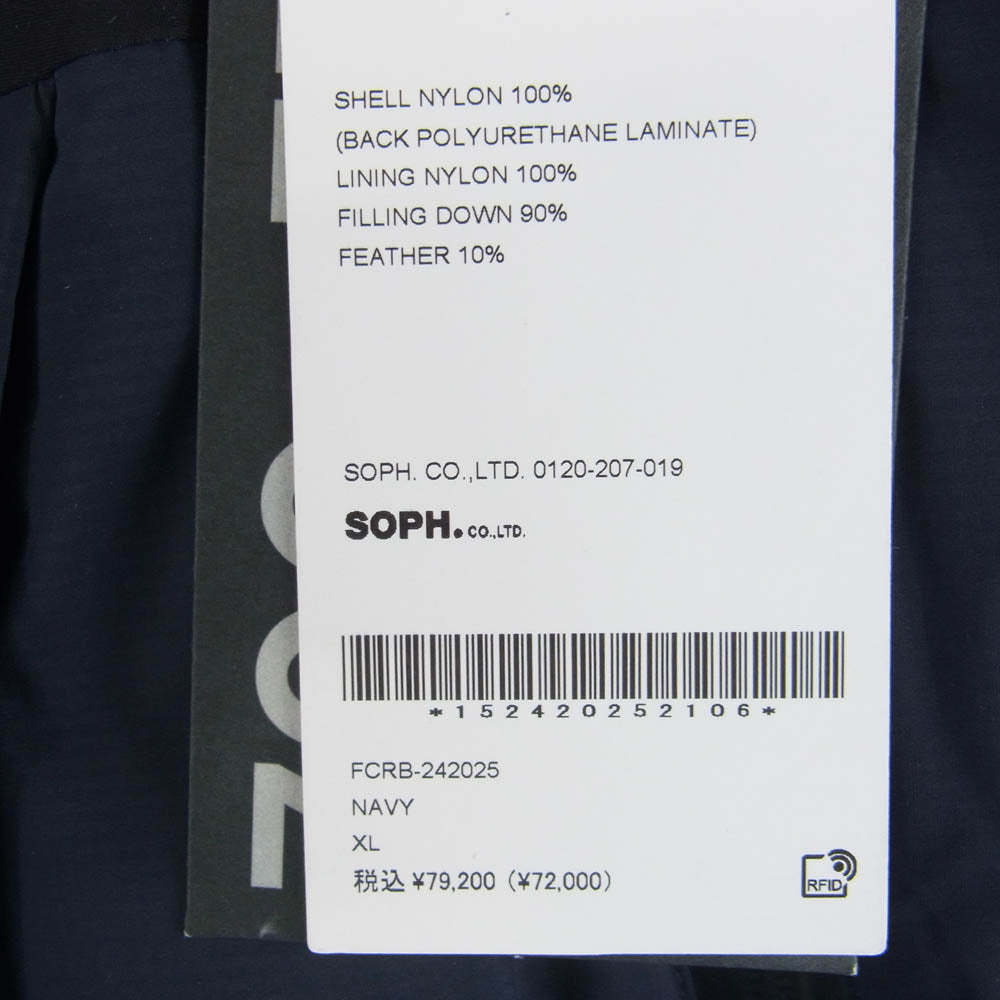 SHELL NYLON 100%
(BACK POLYURETHANE LAMINATE)
LINING NYLON 100%
FILLING DOWN 90%
FEATHER 10%
SOPH. CO.,LTD. 0120-207-019
SOPH. CO.,LTD.
*152420252106*
FCRB-242025
NAVY
XL
税込 ¥79,200 (¥72,000)
RFID